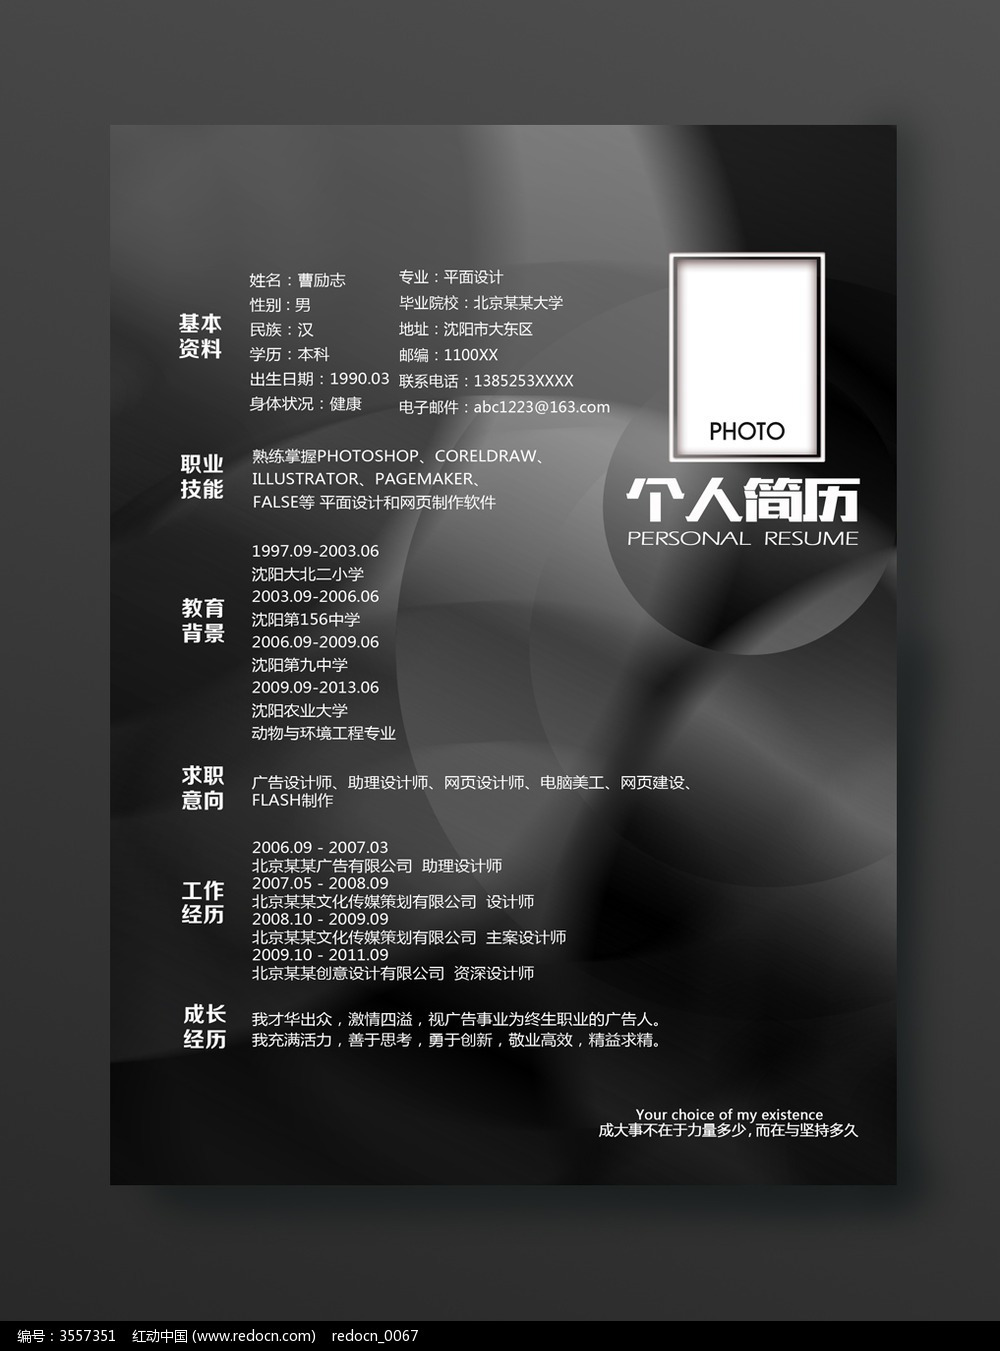 基本
资料
姓名：曹励志
性别：男
民族：汉
学历：本科
出生日期：1990.03
身体状况：健康
专业：平面设计
毕业院校：北京某某大学
地址：沈阳市大东区
邮编：1100XX
联系电话：1385253XXXX
电子邮件：abc1223@163.com
PHOTO
个人简历
PERSONAL RESUME
职业
技能
熟练掌握PHOTOSHOP、CORELDRAW、
ILLUSTRATOR、PAGEMAKER、
FALSE等 平面设计和网页制作软件
教育
背景
1997.09-2003.06
沈阳大北二小学
2003.09-2006.06
沈阳第156中学
2006.09-2009.06
沈阳第九中学
2009.09-2013.06
沈阳农业大学
动物与环境工程专业
求职
意向
广告设计师、助理设计师、网页设计师、电脑美工、网页建设、
FLASH制作
工作
经历
2006.09 - 2007.03
北京某某广告有限公司 助理设计师
2007.05 - 2008.09
北京某某文化传媒策划有限公司 设计师
2008.10 - 2009.09
北京某某文化传媒策划有限公司 主案设计师
2009.10 - 2011.09
北京某某创意设计有限公司 资深设计师
成长
经历
我才华出众，激情四溢，视广告事业为终生职业的广告人。
我充满活力，善于思考，勇于创新，敬业高效，精益求精。
Your choice of my existence
成大事不在于力量多少，而在与坚持多久
编号：3557351 红动中国 (www.redocn.com) redocn_0067